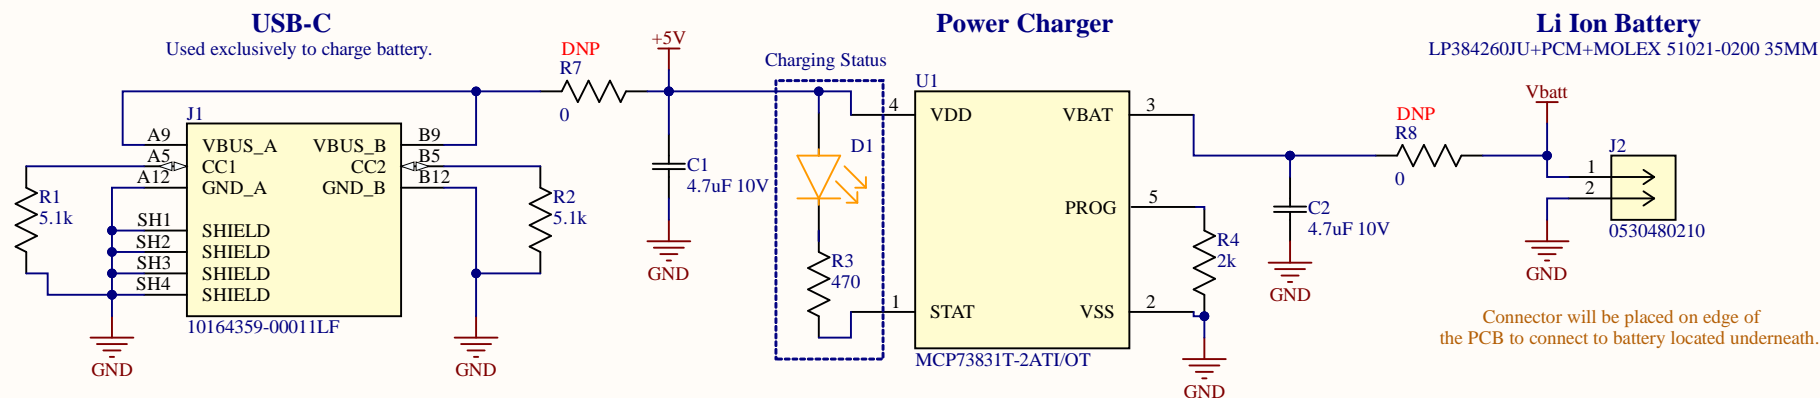 USB-C
Used exclusively to charge battery.
Power Charger
Li Ion Battery
LP384260JU+PCM+MOLEX 51021-0200 35MM
DNP
R7
0
+5V
Charging Status
J1
A9
A5
A12
SH1
SH2
SH3
SH4
VBUS_A
CC1
GND_A
SHIELD
SHIELD
SHIELD
SHIELD
VBUS_B
CC2
GND_B
B9
B5
B12
10164359-00011LF
R1
5.1k
R2
5.1k
GND
GND
C1
4.7uF 10V
GND
D1
R3
470
U1
4
VDD
1
STAT
VBAT
3
PROG
5
VSS
2
MCP73831T-2ATI/OT
R4
2k
GND
C2
4.7uF 10V
GND
DNP
R8
0
Vbatt
J2
1
2
0530480210
GND
Connector will be placed on edge of
the PCB to connect to battery located underneath.